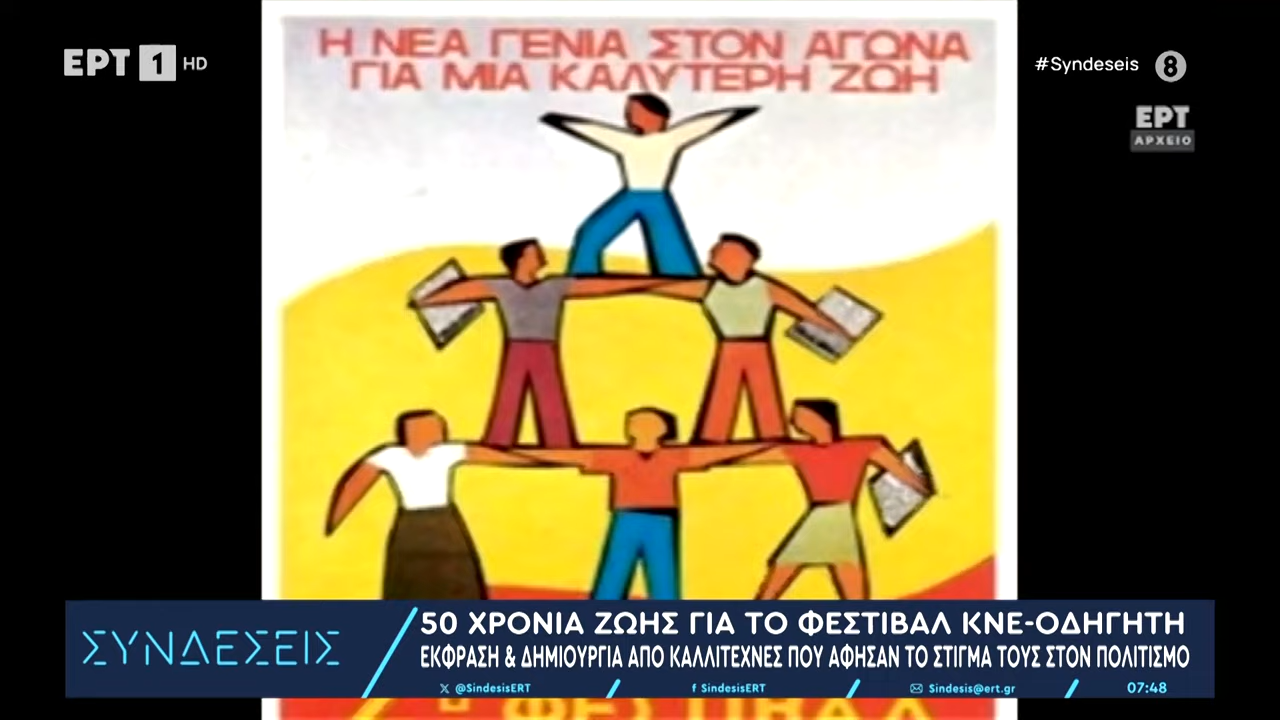 ΕΡΤ 1 HD
#Syndeseis 8
ΕΡΤ
ΑΡΧΕΙΟ
Η ΝΕΑ ΓΕΝΙΑ ΣΤΟΝ ΑΓΩΝΑ
ΓΙΑ ΜΙΑ ΚΑΛΥΤΕΡΗ ΖΩΗ
ΣΥΝΔΕΣΕΙΣ
50 ΧΡΟΝΙΑ ΖΩΗΣ ΓΙΑ ΤΟ ΦΕΣΤΙΒΑΛ ΚΝΕ-ΟΔΗΓΗΤΗ
ΕΚΦΡΑΣΗ & ΔΗΜΙΟΥΡΓΙΑ ΑΠΟ ΚΑΛΛΙΤΕΧΝΕΣ ΠΟΥ ΑΦΗΣΑΝ ΤΟ ΣΤΙΓΜΑ ΤΟΥΣ ΣΤΟΝ ΠΟΛΙΤΙΣΜΟ
X @SindesisERT f SindesisERT Sindesis@ert.gr 07:48
ΦΕΣΤΙΒΑΛ